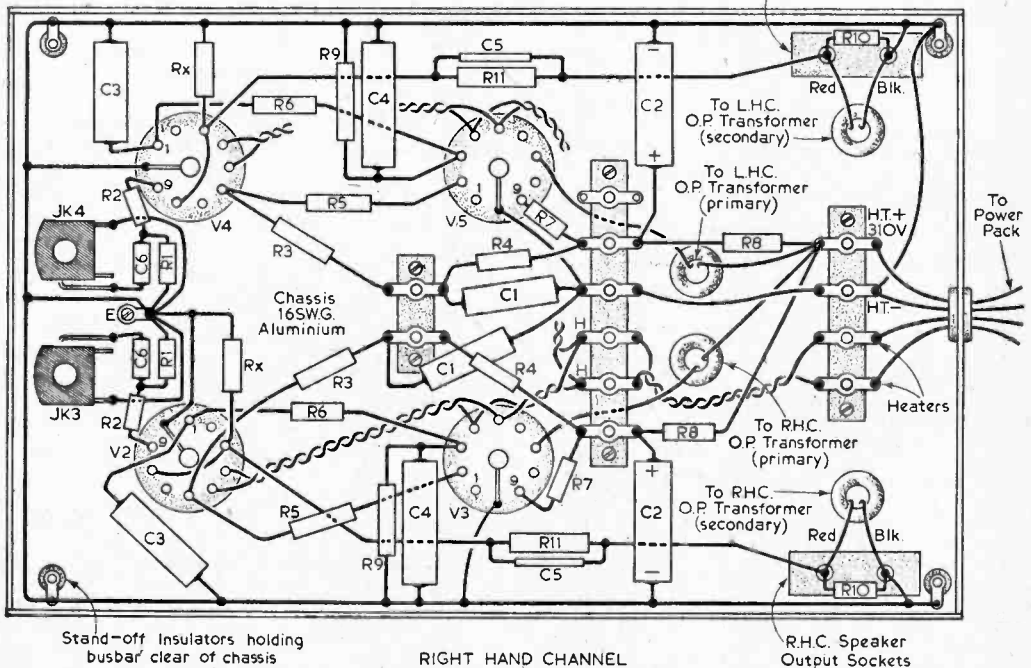 C3
Rx
R9
C4
C5
R11
C2
R10
Red
Blk.
To L.H.C.
O.P. Transformer
(secondary)
R6
1
9
R2
V4
JK4
C6
R1
R5
R3
1
9
V5
R7
To L.H.C.
O.P. Transformer
(primary)
R4
R8
H.T.+
310V
To
Power
Pack
C1
Chassis
16S.W.G.
Aluminium
E
HT.-
H
H
Heaters
C6
R1
JK3
R2
Rx
R3
C1
R4
R6
V2
9
1
R5
C3
1
9
V3
R7
R8
To R.H.C.
O.P. Transformer
(primary)
To R.H.C.
O.P. Transformer
(secondary)
R9
C4
R11
C5
C2
Red
Blk.
R10
+
−
+
−
Stand-off Insulators holding
busbar clear of chassis
RIGHT HAND CHANNEL
R.H.C. Speaker
Output Sockets